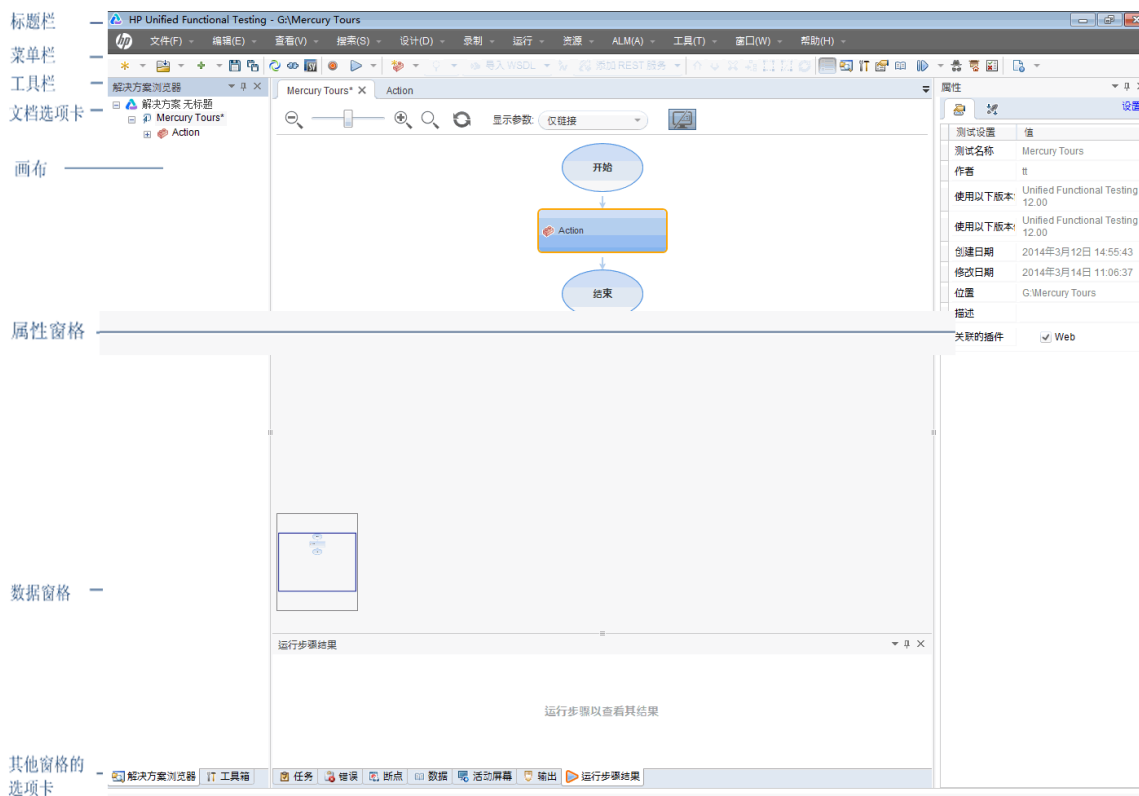 标题栏
HP Unified Functional Testing - G:\Mercury Tours
菜单栏
hp 文件(F) 编辑(E) 查看(V) 搜索(S) 设计(D) 录制 运行 资源 ALM(A) 工具(T) 窗口(W) 帮助(H)
工具栏
导入 WSDL 添加 REST 服务
文档选项卡
解决方案浏览器
解决方案 无标题
Mercury Tours*
Action
画布
Mercury Tours* Action
显示参数: 仅链接
开始
Action
结束
属性
设置
测试设置 值
测试名称 Mercury Tours
作者 tt
使用以下版本 Unified Functional Testing
12.00
使用以下版本 Unified Functional Testing
12.00
创建日期 2014年3月12日 14:55:43
修改日期 2014年3月14日 11:06:37
位置 G:\Mercury Tours
描述
关联的插件 Web
属性窗格
数据窗格
运行步骤结果
运行步骤以查看其结果
其他窗格的
选项卡
解决方案浏览器 工具箱 任务 错误 断点 数据 活动屏幕 输出 运行步骤结果